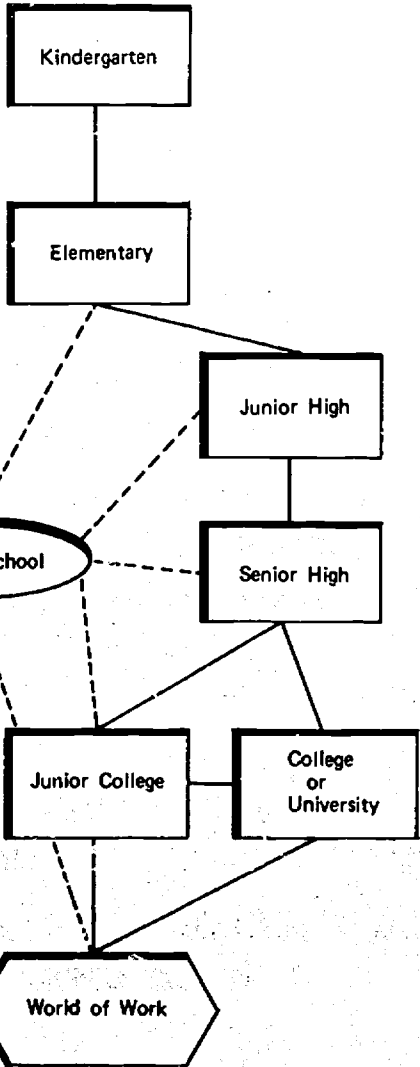 Kindergarten
Elementary
Junior High
chool
Senior High
Junior College
College
or
University
World of Work